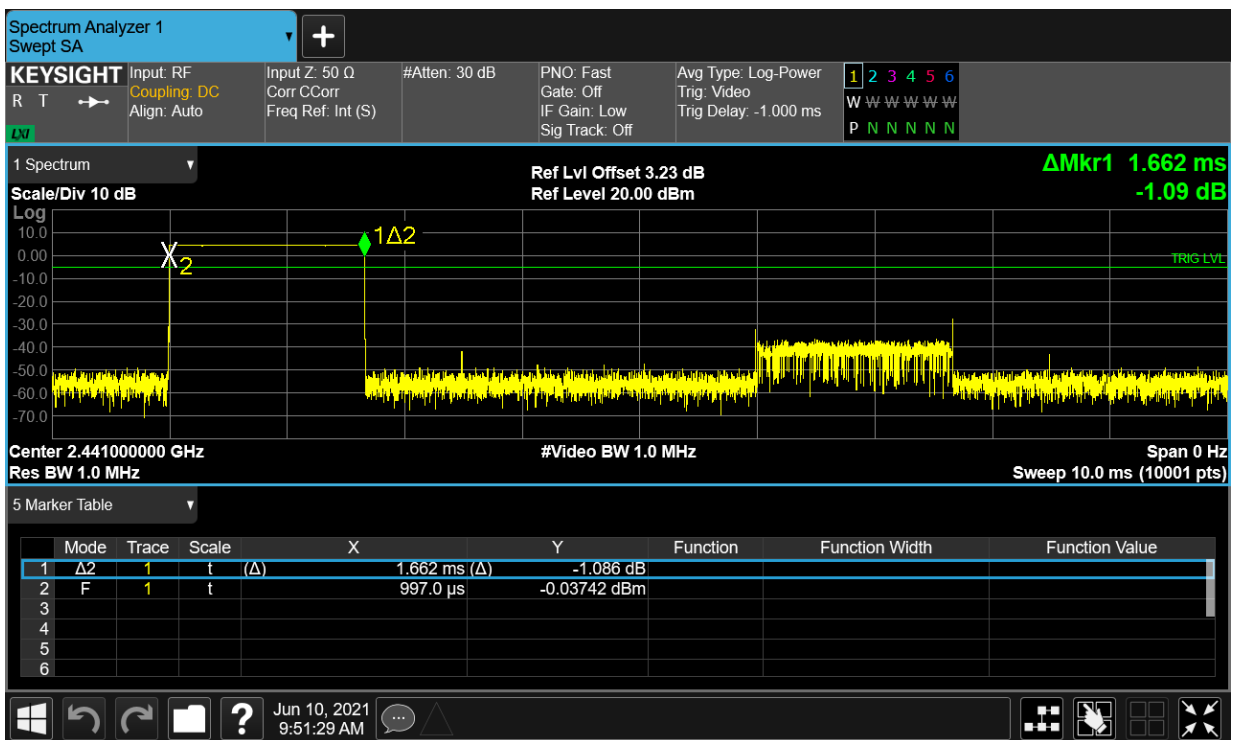 Spectrum Analyzer 1
Swept SA
KEYSIGHT
R T
LXI
Input: RF
Coupling: DC
Align: Auto
Input Z: 50 Ω
Corr CCorr
Freq Ref: Int (S)
#Atten: 30 dB
PNO: Fast
Gate: Off
IF Gain: Low
Sig Track: Off
Avg Type: Log-Power
Trig: Video
Trig Delay: -1.000 ms
1 2 3 4 5 6
W W W W W W
P N N N N N
1 Spectrum
Scale/Div 10 dB
Ref Lvl Offset 3.23 dB
Ref Level 20.00 dBm
ΔMkr1 1.662 ms
-1.09 dB
Log
10.0
0.00
-10.0
-20.0
-30.0
-40.0
-50.0
-60.0
-70.0
X2
1Δ2
TRIG LVL
Center 2.441000000 GHz
Res BW 1.0 MHz
#Video BW 1.0 MHz
Span 0 Hz
Sweep 10.0 ms (10001 pts)
5 Marker Table
Mode Trace Scale X Y Function Function Width Function Value
1 Δ2 1 t (Δ) 1.662 ms (Δ) -1.086 dB
2 F 1 t 997.0 µs -0.03742 dBm
3
4
5
6
?
Jun 10, 2021
9:51:29 AM